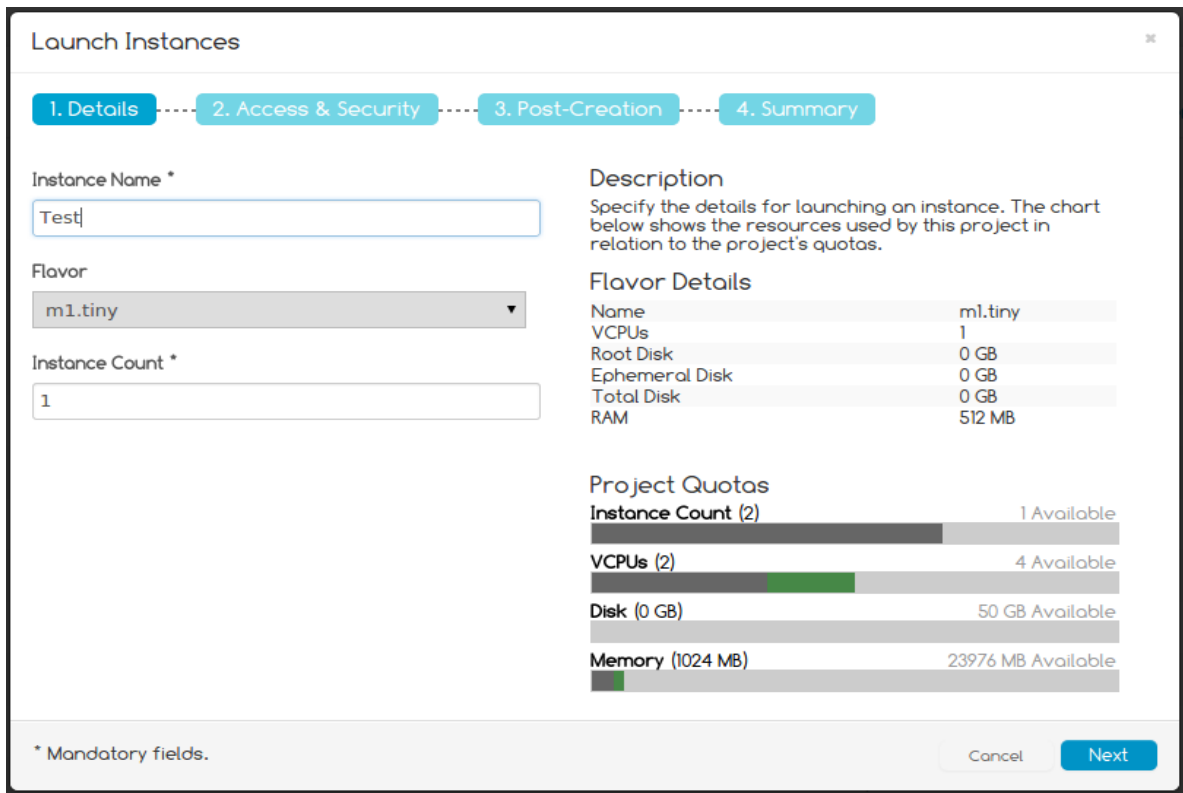 Launch Instances
1. Details 2. Access & Security 3. Post-Creation 4. Summary
Instance Name *
Test
Flavor
m1.tiny
Instance Count *
1
Description
Specify the details for launching an instance. The chart
below shows the resources used by this project in
relation to the project's quotas.
Flavor Details
Name m1.tiny
VCPUs 1
Root Disk 0 GB
Ephemeral Disk 0 GB
Total Disk 0 GB
RAM 512 MB
Project Quotas
Instance Count (2) 1 Available
VCPUs (2) 4 Available
Disk (0 GB) 50 GB Available
Memory (1024 MB) 23976 MB Available
* Mandatory fields.
Cancel Next